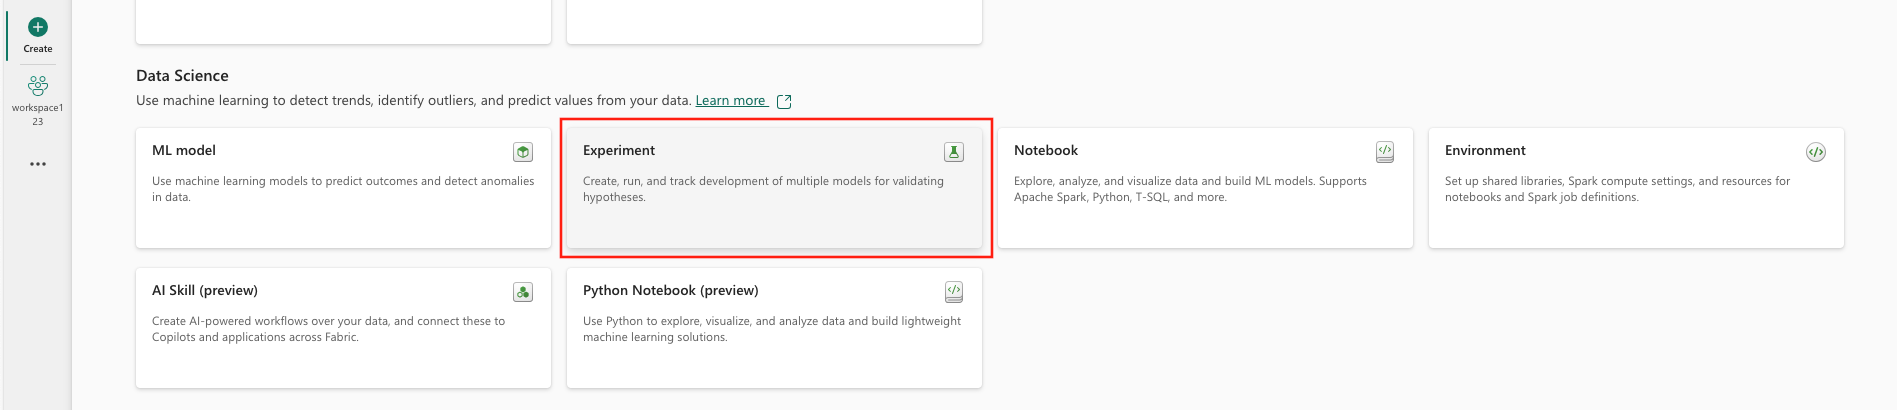 Create
workspace1
23
Data Science
Use machine learning to detect trends, identify outliers, and predict values from your data. Learn more
ML model
Use machine learning models to predict outcomes and detect anomalies
in data.
Experiment
Create, run, and track development of multiple models for validating
hypotheses.
Notebook
Explore, analyze, and visualize data and build ML models. Supports
Apache Spark, Python, T-SQL, and more.
Environment
Set up shared libraries, Spark compute settings, and resources for
notebooks and Spark job definitions.
AI Skill (preview)
Create AI-powered workflows over your data, and connect these to
Copilots and applications across Fabric.
Python Notebook (preview)
Use Python to explore, visualize, and analyze data and build lightweight
machine learning solutions.